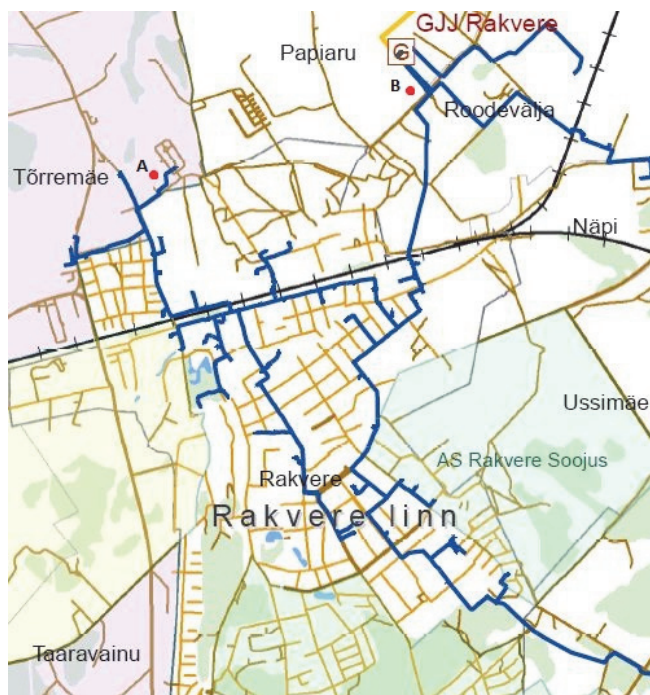 GJJ Rakvere
Papiaru
G
B
Roodevälja
A
Tõrremäe
Näpi
Ussimäe
AS Rakvere Soojus
Rakvere
Rakvere linn
Taaravainu